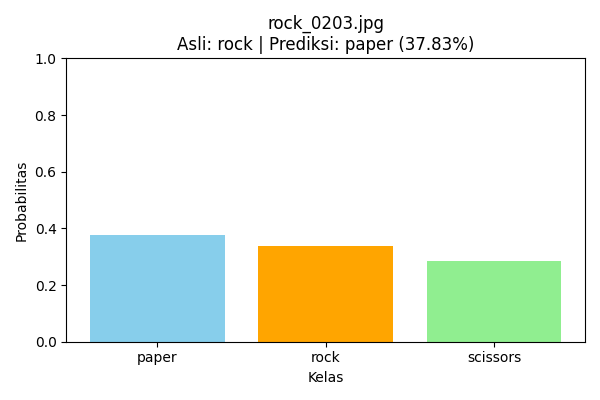 rock_0203.jpg
Asli: rock | Prediksi: paper (37.83%)
1.0
0.8
0.6
0.4
0.2
0.0
Probabilitas
paper
rock
scissors
Kelas